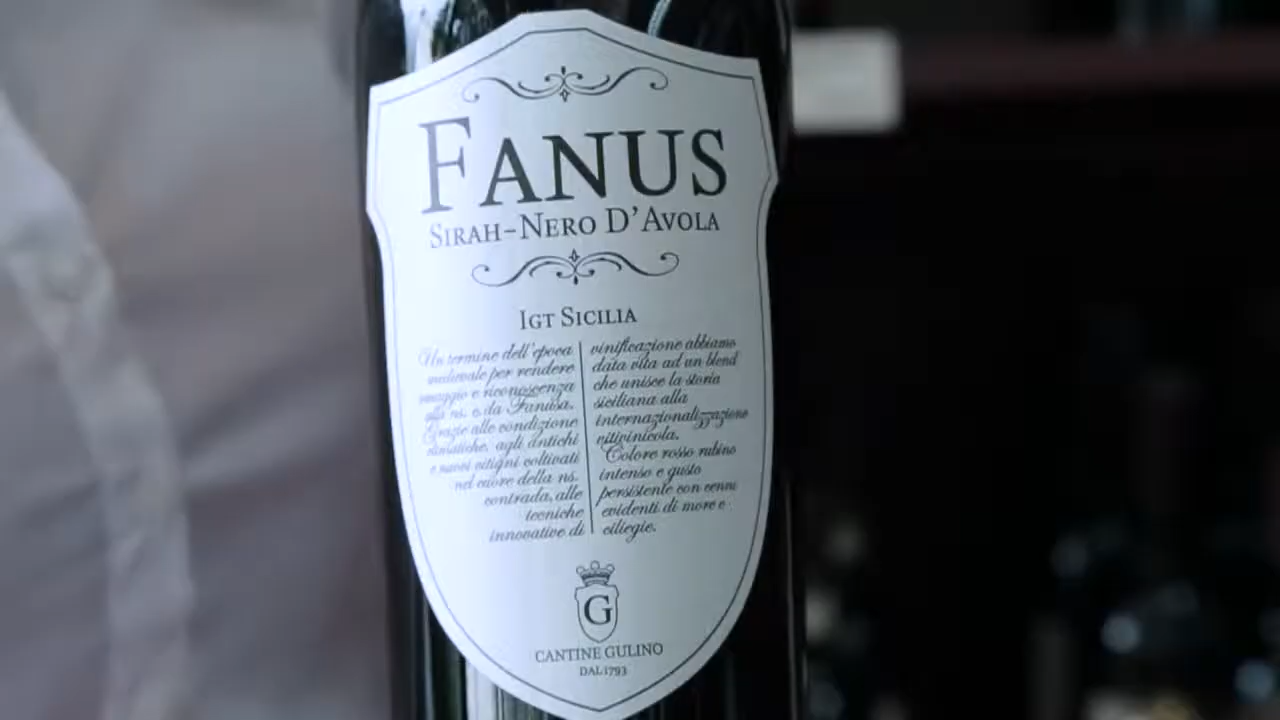 FANUS
SIRAH-NERO D'AVOLA
IGT SICILIA
Un termine dell'epoca
medievale per rendere
omaggio e riconoscenza
alla ns. c.da Fanusa.
Grazie alle condizione
climatiche, agli antichi
e nuovi vitigni coltivati
nel cuore della ns.
contrada, alle
tecniche
innovative di
vinificazione abbiamo
data vita ad un blend
che unisce la storia
siciliana alla
internazionalizzazione
vitivinicola.
Colore rosso rubino
intenso e gusto
persistente con cenni
evidenti di more e
ciliegie.
G
CANTINE GULINO
DAL 1793